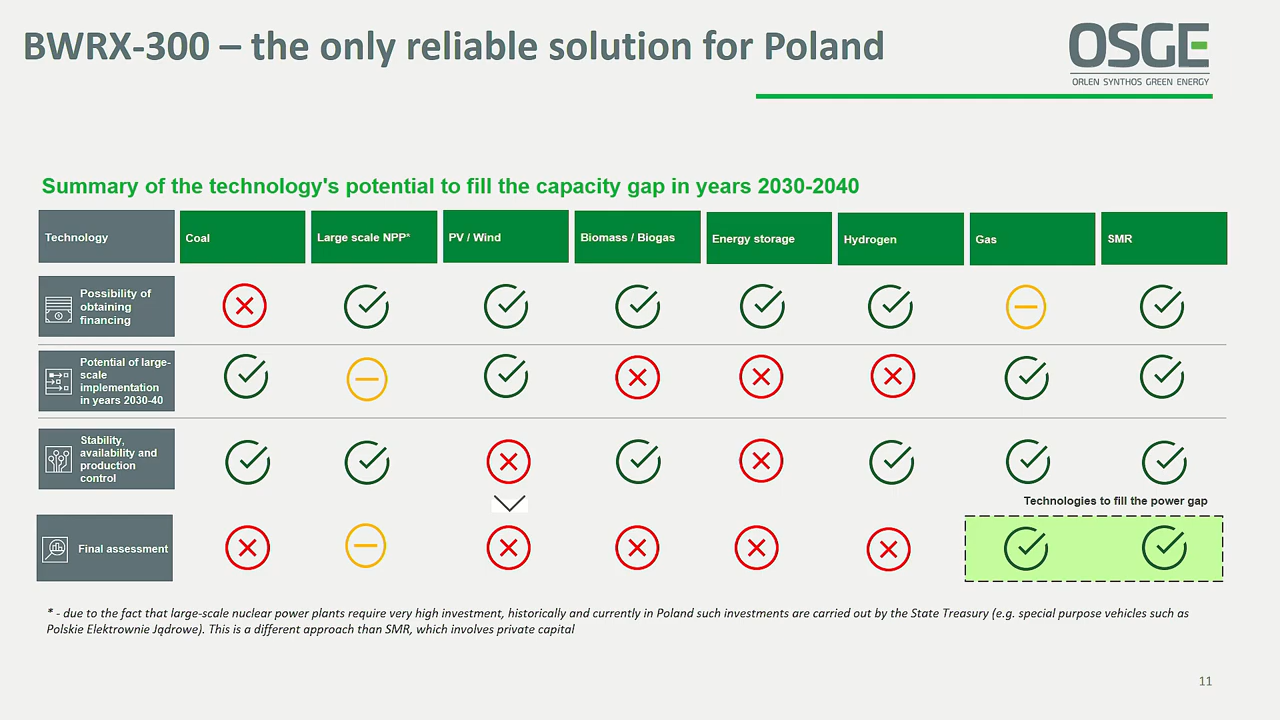 BWRX-300 – the only reliable solution for Poland
OSGE
ORLEN SYNTHOS GREEN ENERGY
Summary of the technology's potential to fill the capacity gap in years 2030-2040
Technology
Coal
Large scale NPP*
PV / Wind
Biomass / Biogas
Energy storage
Hydrogen
Gas
SMR
Possibility of
obtaining
financing
Potential of large-
scale
implementation
in years 2030-40
Stability,
availability and
production
control
Technologies to fill the power gap
Final assessment
* - due to the fact that large-scale nuclear power plants require very high investment, historically and currently in Poland such investments are carried out by the State Treasury (e.g. special purpose vehicles such as
Polskie Elektrownie Jądrowe). This is a different approach than SMR, which involves private capital
11